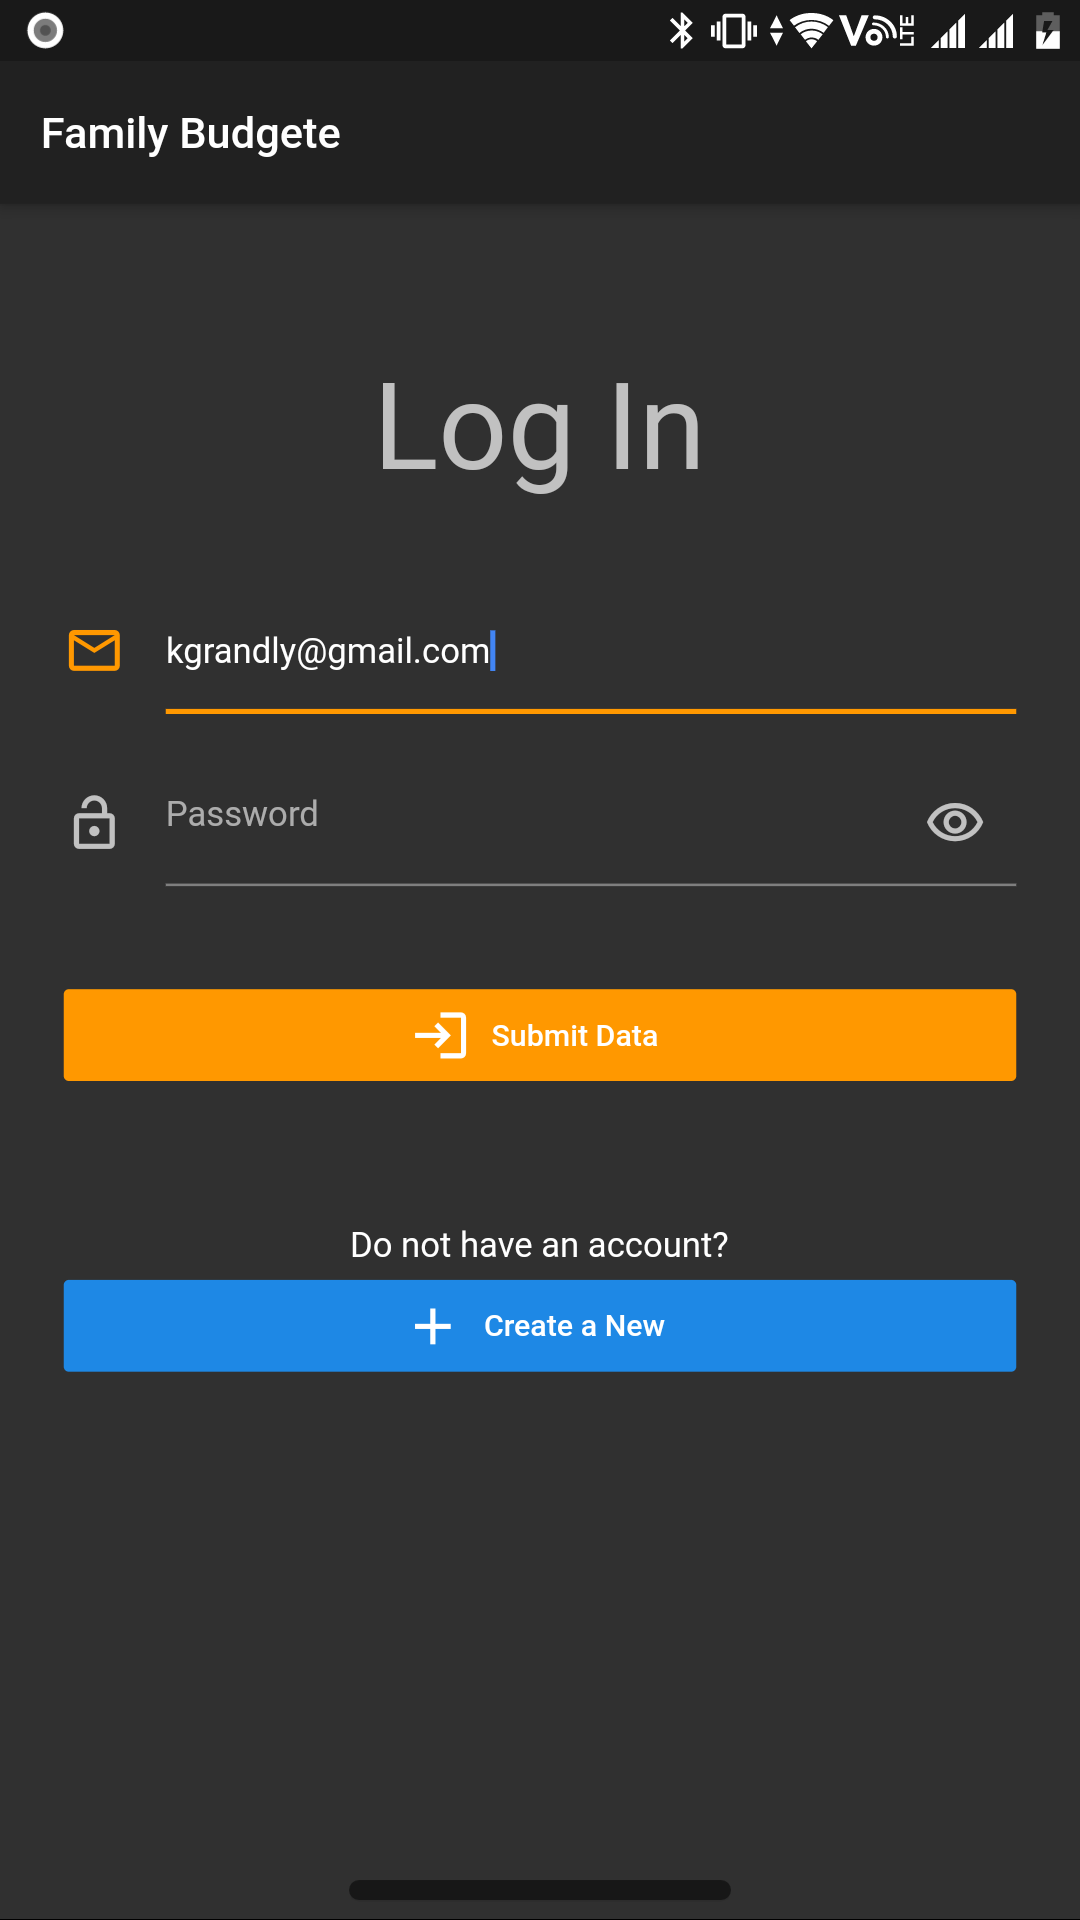 Vo LTE
Family Budgete
Log In
kgrandly@gmail.com
Password
Submit Data
Do not have an account?
Create a New